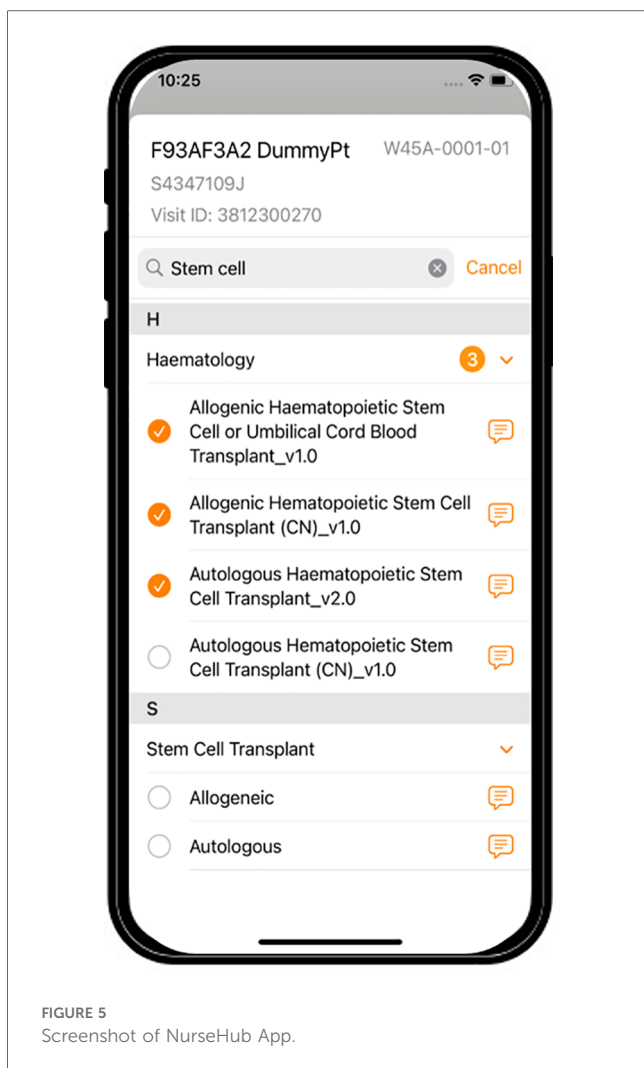 10:25
F93AF3A2 DummyPt W45A-0001-01
S4347109J
Visit ID: 3812300270
Stem cell Cancel
H
Haematology 3
Allogenic Haematopoietic Stem
Cell or Umbilical Cord Blood
Transplant_v1.0
Allogenic Hematopoietic Stem Cell
Transplant (CN)_v1.0
Autologous Haematopoietic Stem
Cell Transplant_v2.0
Autologous Hematopoietic Stem
Cell Transplant (CN)_v1.0
S
Stem Cell Transplant
Allogeneic
Autologous
FIGURE 5
Screenshot of NurseHub App.